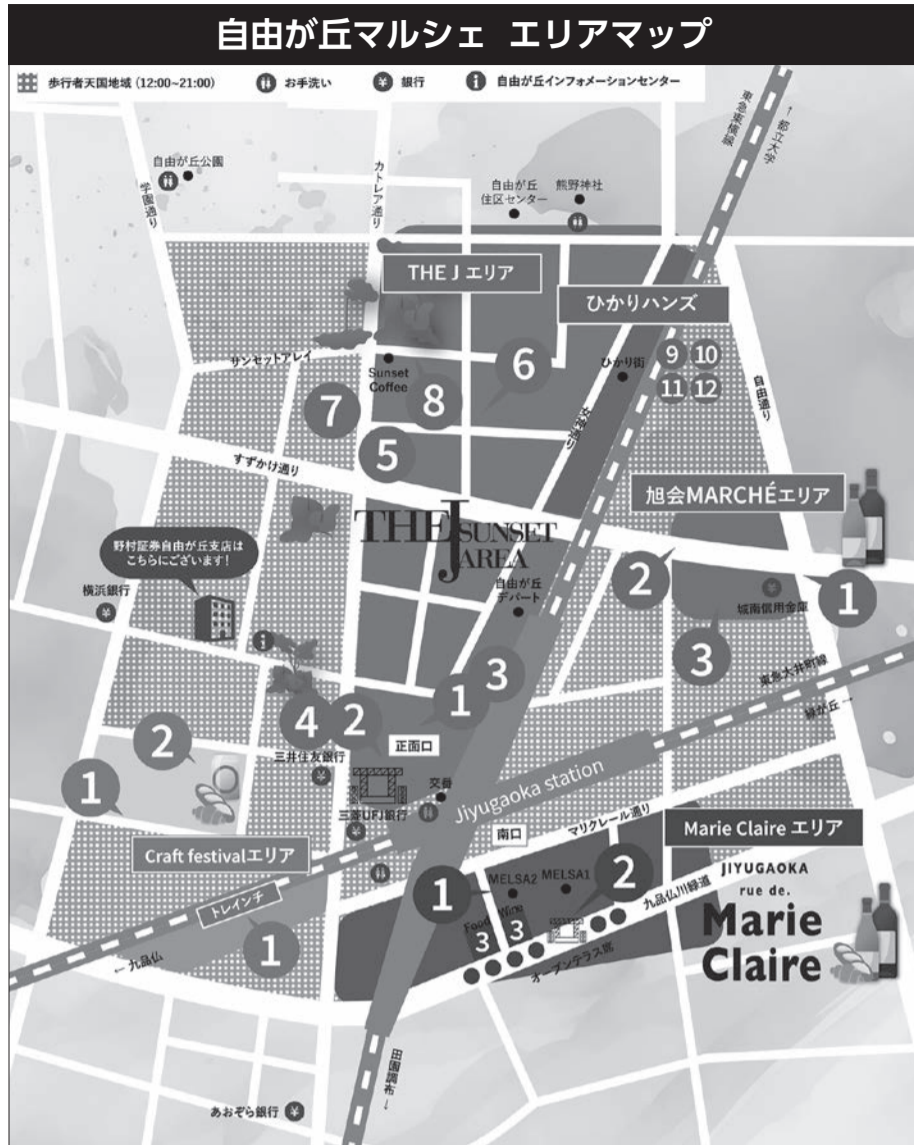 自由が丘マルシェ エリアマップ
歩行者天国地域 (12:00~21:00)
お手洗い
¥ 銀行
i 自由が丘インフォメーションセンター
東急東横線
↑ 都立大学
自由が丘公園
学園通り
カトレア通り
自由が丘
住区センター
熊野神社
THE J エリア
ひかりハンズ
サンセットアレイ
Sunset
Coffee
ひかり街
9 10
11 12
自由通り
6
7
8
5
女神通り
すずかけ通り
旭会MARCHÉエリア
THE J SUNSET
AREA
野村証券自由が丘支店は
こちらにございます!
横浜銀行
¥
自由が丘
デパート
2
¥
城南信用金庫
1
3
i
東急大井町線
緑が丘 →
1
3
4
2
正面口
2
三井住友銀行
¥
1
交番
三菱UFJ銀行
¥
Jiyugaoka station
マリクレール通り
南口
Craft festivalエリア
Marie Claire エリア
トレインチ
1
← 九品仏
1
MELSA2
MELSA1
2
Food
3
Wine
3
九品仏川緑道
オープンテラス席
JIYUGAOKA
rue de.
Marie
Claire
田園調布 ↓
あおぞら銀行 ¥